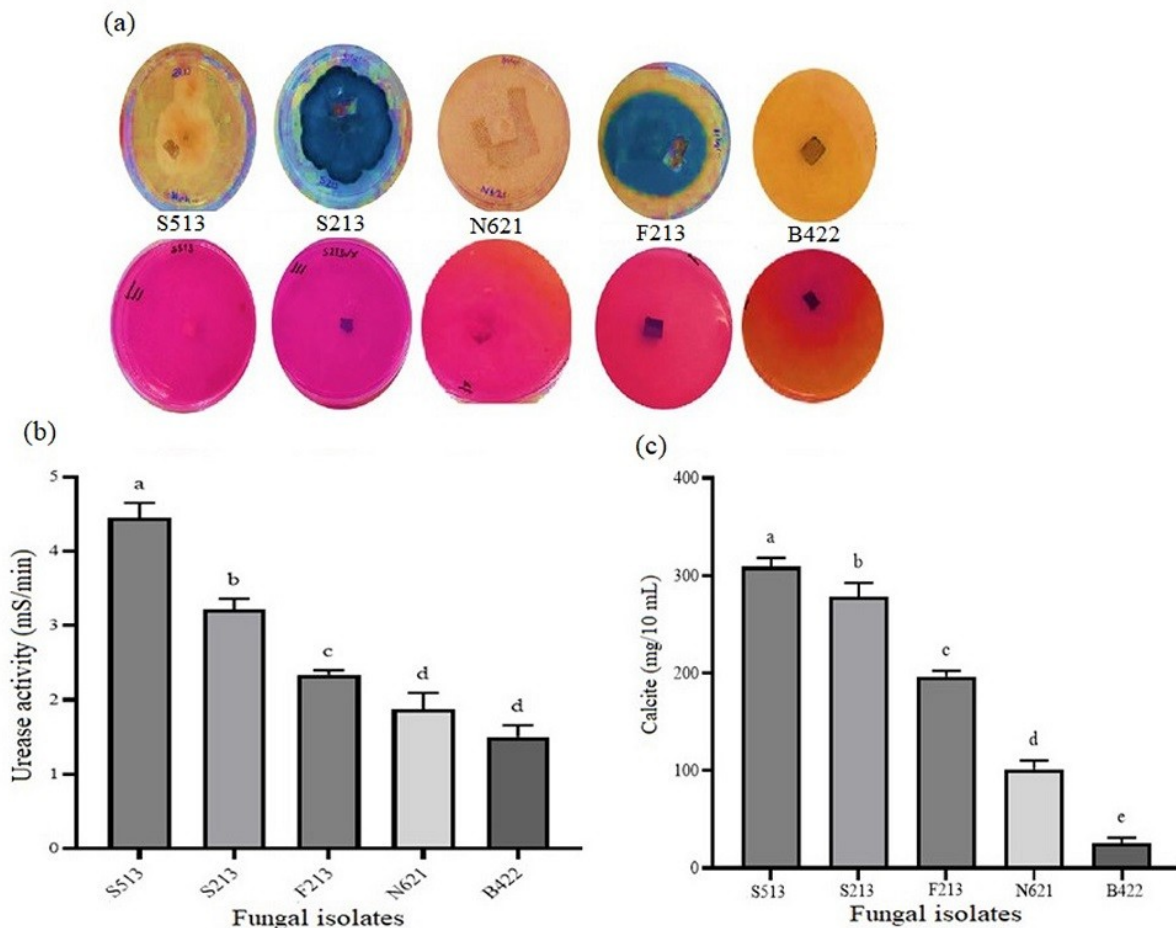 (a)
S513 S213 N621 F213 B422
S513
(b)
Urease activity (mS/min)
5
4
3
2
1
0
a
b
c
d
d
S513 S213 F213 N621 B422
Fungal isolates
(c)
Calcite (mg/10 mL)
400
300
200
100
0
a
b
c
d
e
S513 S213 F213 N621 B422
Fungal isolates